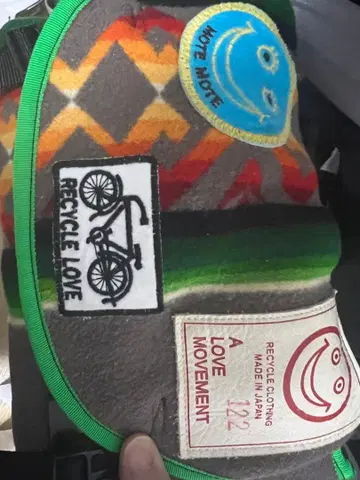 MOTE MOTE
RECYCLE LOVE.
RECYCLE CLOTHING
MADE IN JAPAN
122
A
LOVE
MOVEMENT